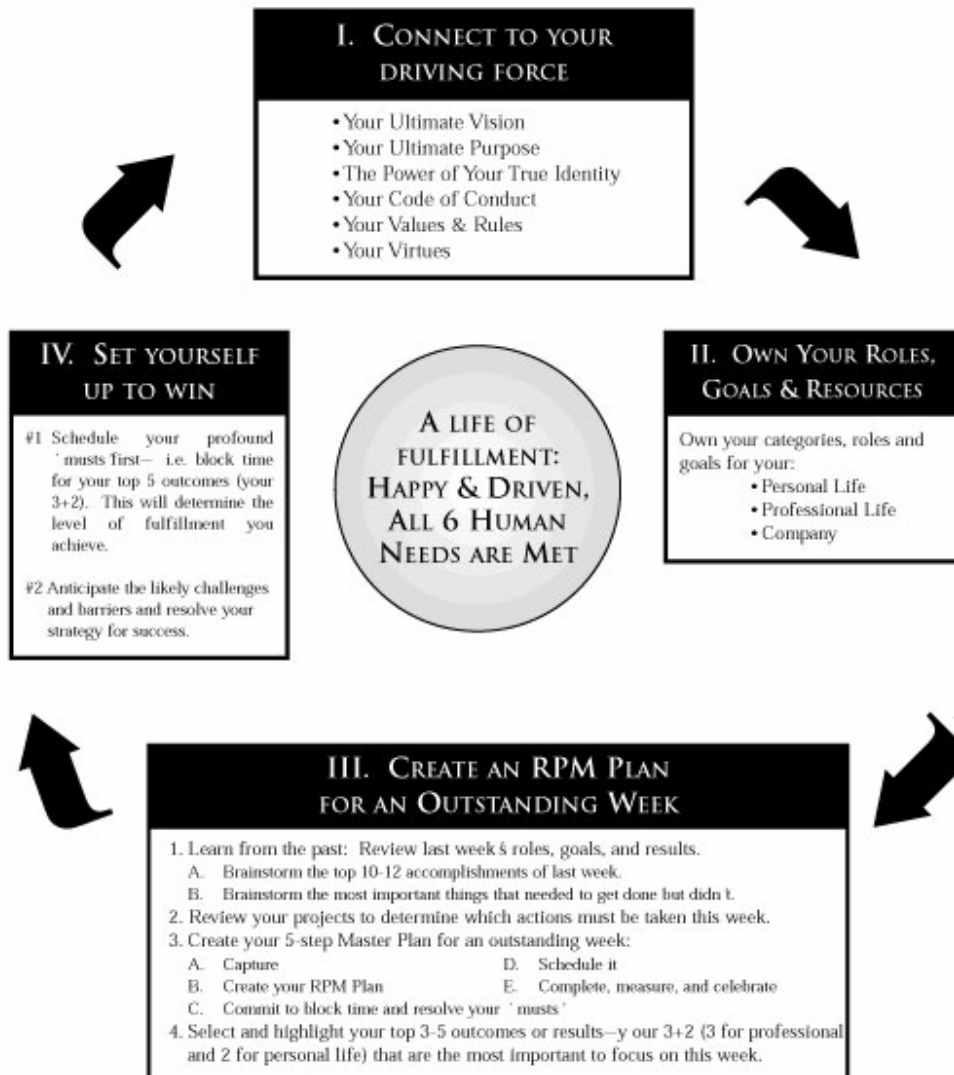 I. CONNECT TO YOUR
DRIVING FORCE
• Your Ultimate Vision
• Your Ultimate Purpose
• The Power of Your True Identity
• Your Code of Conduct
• Your Values & Rules
• Your Virtues
II. OWN YOUR ROLES,
GOALS & RESOURCES
Own your categories, roles and
goals for your:
• Personal Life
• Professional Life
• Company
III. CREATE AN RPM PLAN
FOR AN OUTSTANDING WEEK
1. Learn from the past: Review last week s roles, goals, and results.
A. Brainstorm the top 10-12 accomplishments of last week.
B. Brainstorm the most important things that needed to get done but didn t.
2. Review your projects to determine which actions must be taken this week.
3. Create your 5-step Master Plan for an outstanding week:
A. Capture
B. Create your RPM Plan
C. Commit to block time and resolve your ` musts '
D. Schedule it
E. Complete, measure, and celebrate
4. Select and highlight your top 3-5 outcomes or results—y our 3+2 (3 for professional
and 2 for personal life) that are the most important to focus on this week.
IV. SET YOURSELF
UP TO WIN
#1 Schedule your profound
` musts first— i.e. block time
for your top 5 outcomes (your
3+2). This will determine the
level of fulfillment you
achieve.
#2 Anticipate the likely challenges
and barriers and resolve your
strategy for success.
A LIFE OF
FULFILLMENT:
HAPPY & DRIVEN,
ALL 6 HUMAN
NEEDS ARE MET